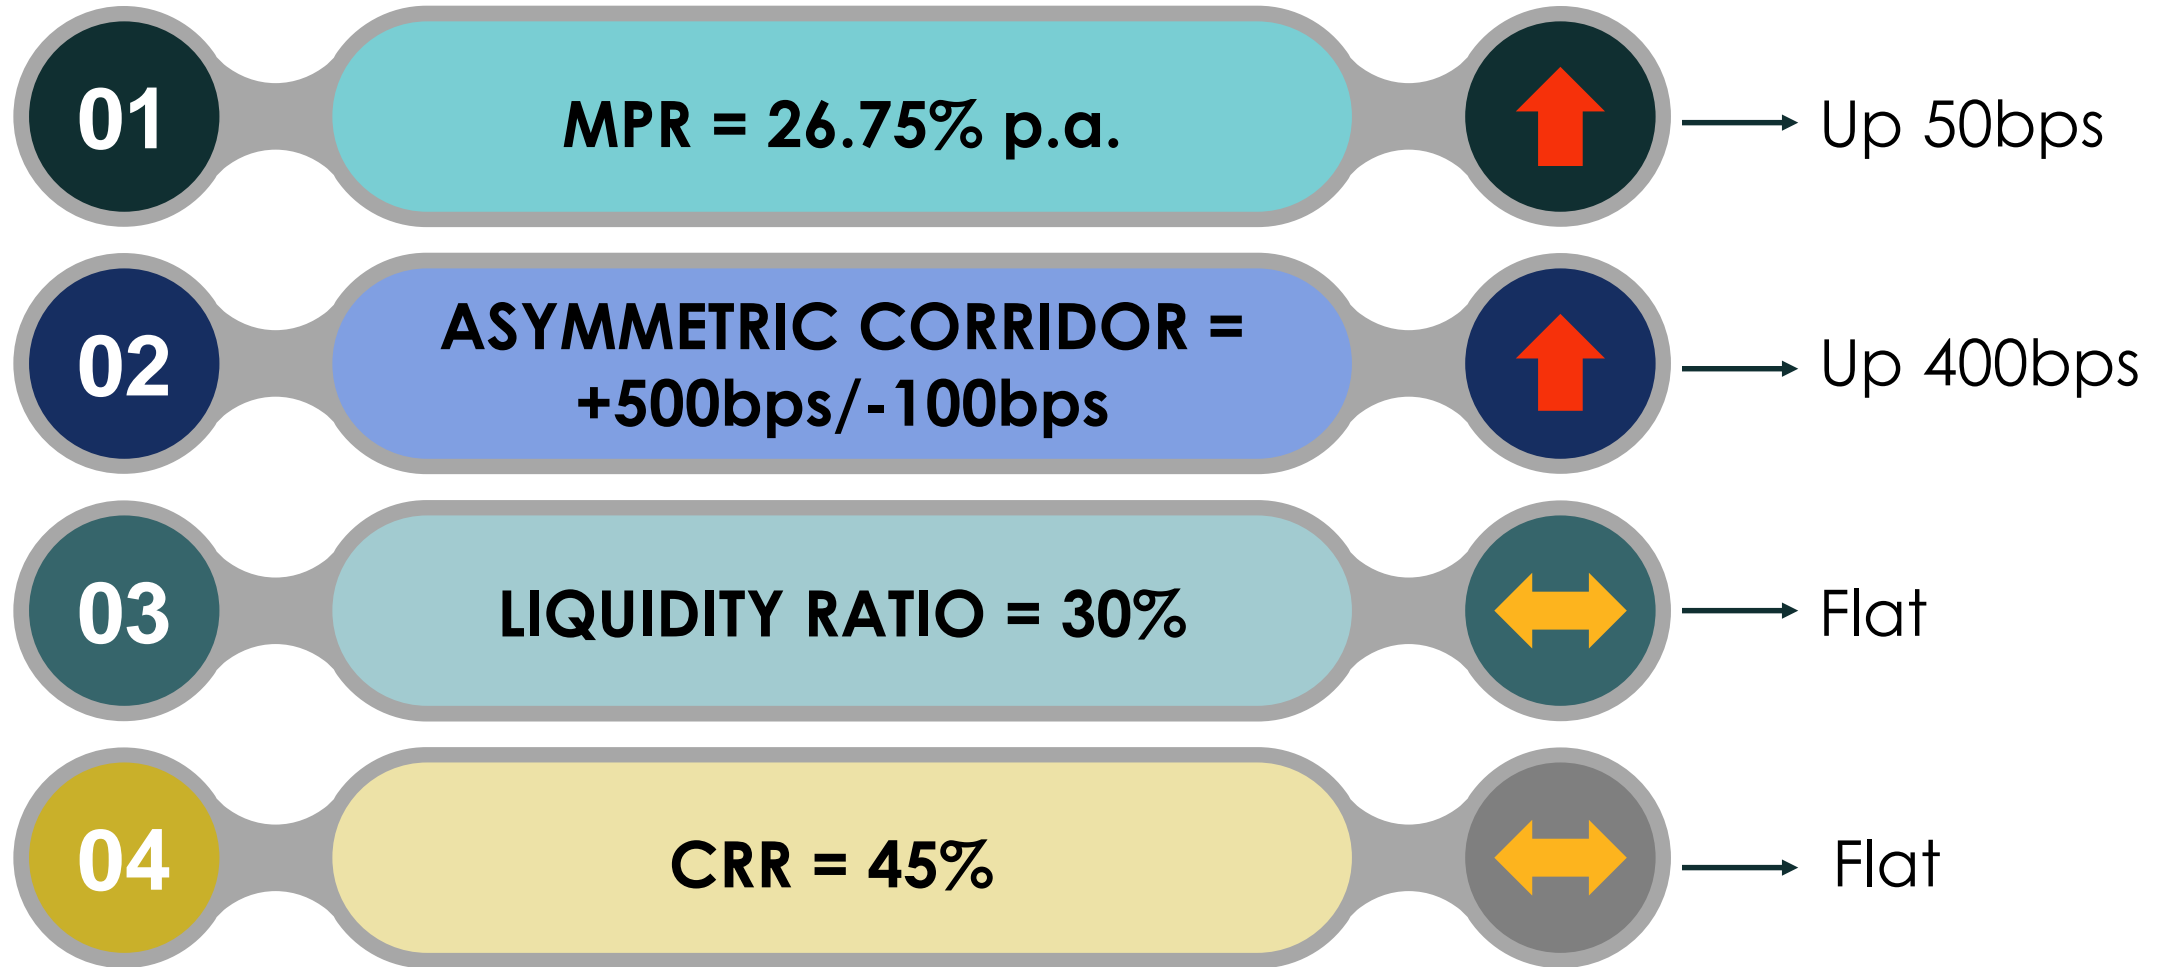 01
MPR = 26.75% p.a.
Up 50bps
02
ASYMMETRIC CORRIDOR =
+500bps/-100bps
Up 400bps
03
LIQUIDITY RATIO = 30%
Flat
04
CRR = 45%
Flat